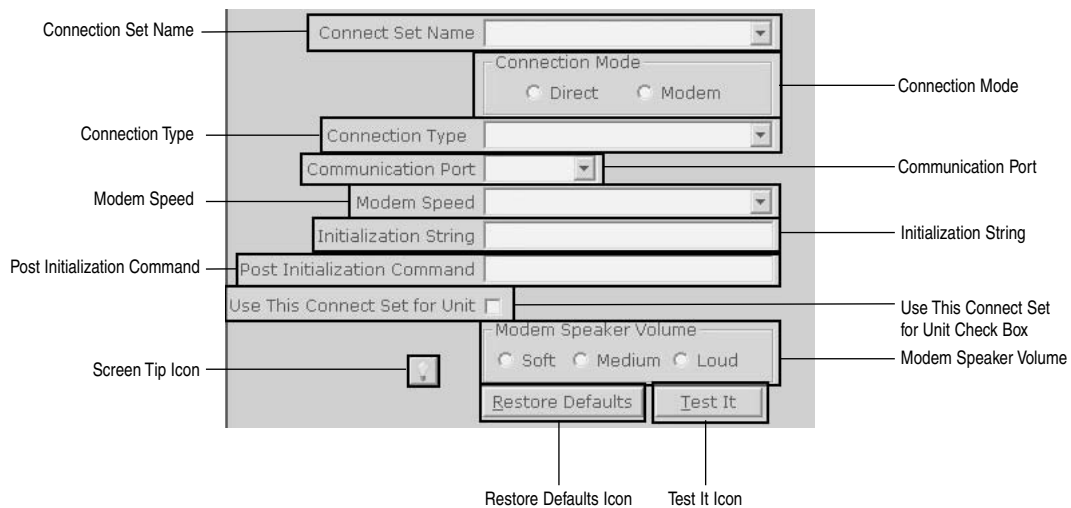 Connection Set Name
Connect Set Name
Connection Mode
Direct Modem
Connection Mode
Connection Type
Connection Type
Communication Port
Communication Port
Modem Speed
Modem Speed
Initialization String
Initialization String
Post Initialization Command
Post Initialization Command
Use This Connect Set for Unit
Use This Connect Set
for Unit Check Box
Modem Speaker Volume
Soft Medium Loud
Modem Speaker Volume
Screen Tip Icon
Restore Defaults Test It
Restore Defaults Icon Test It Icon